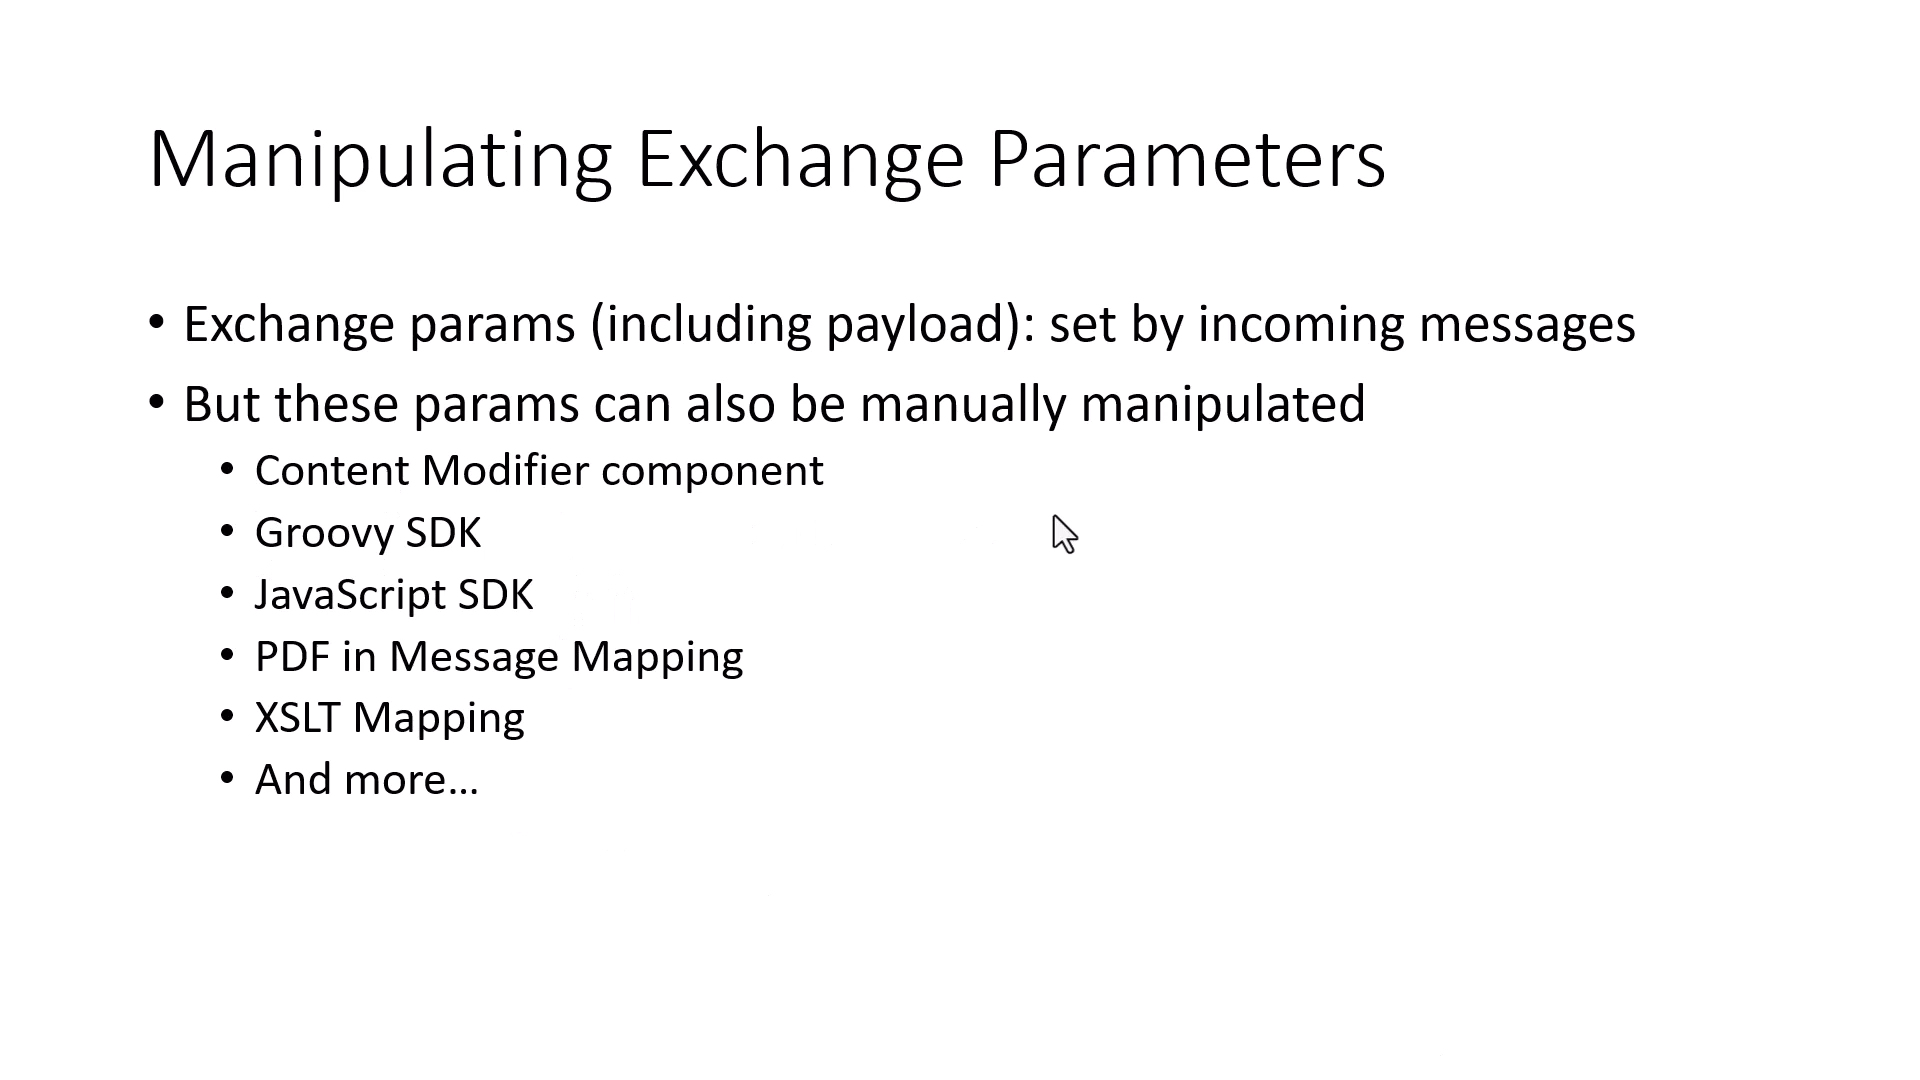 Manipulating Exchange Parameters
• Exchange params (including payload): set by incoming messages
• But these params can also be manually manipulated
• Content Modifier component
• Groovy SDK
• JavaScript SDK
• PDF in Message Mapping
• XSLT Mapping
• And more...